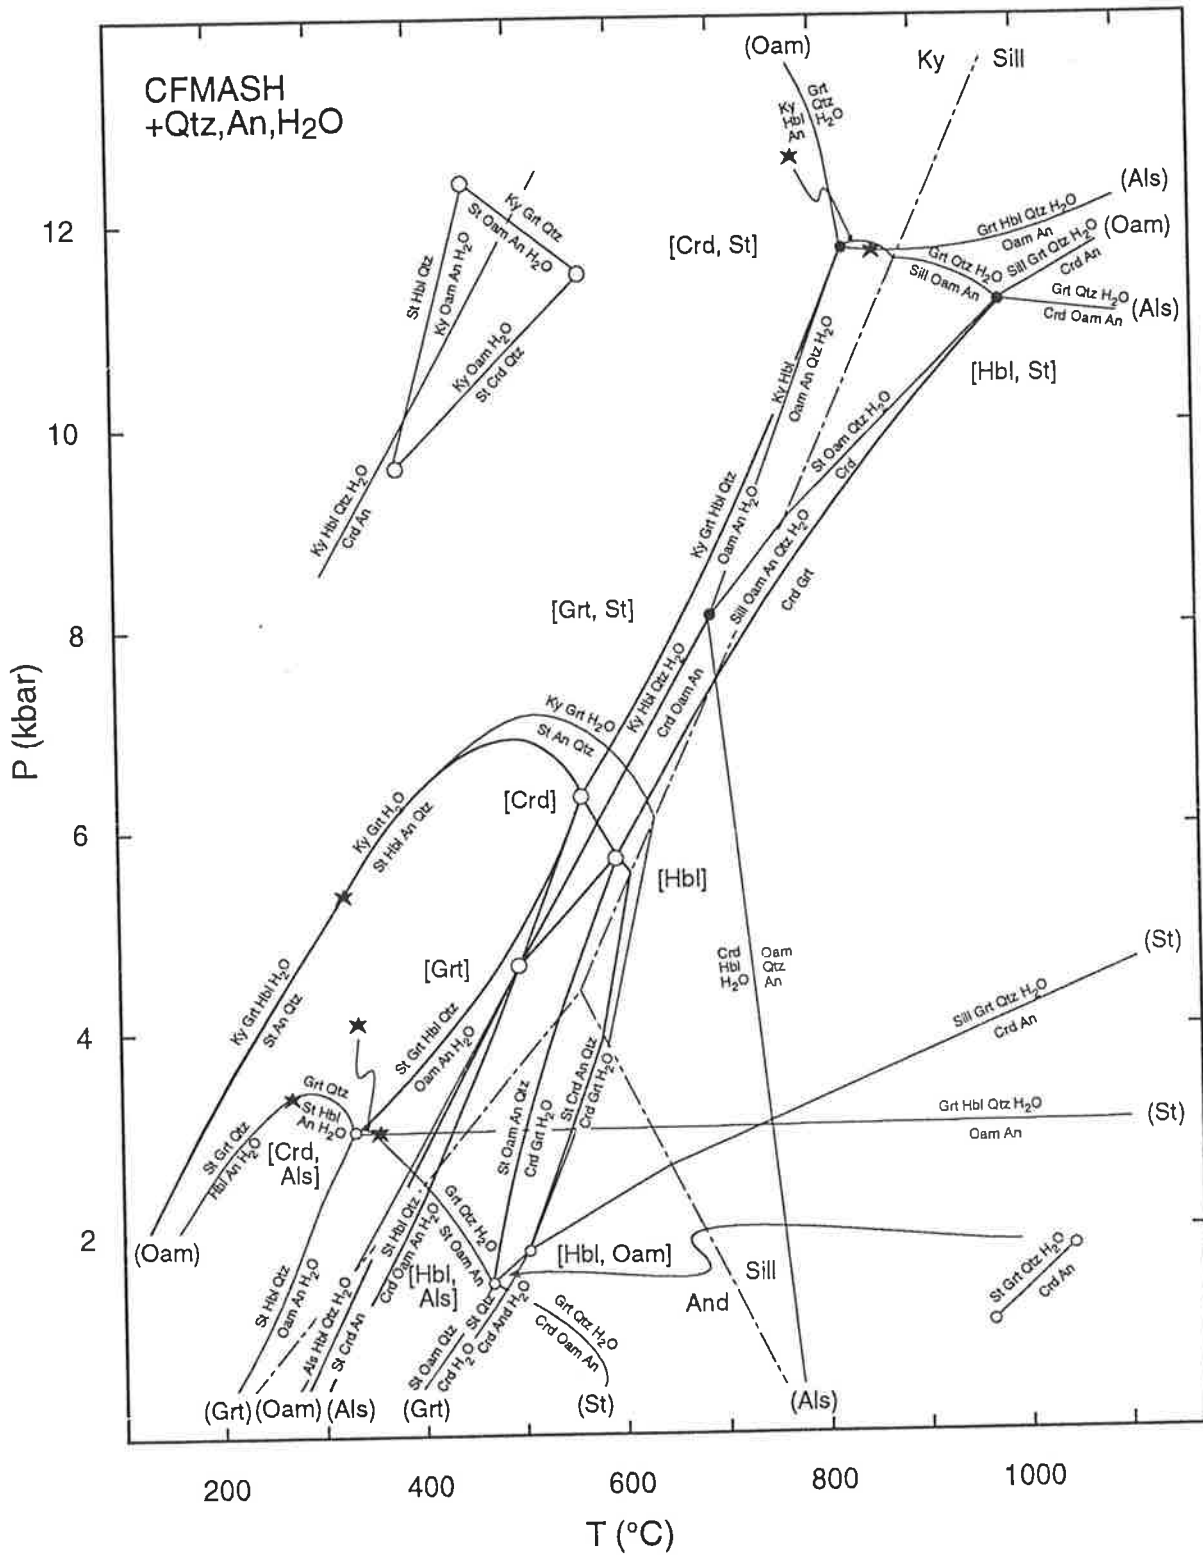 (Oam)
Ky
Sill
CFMASH
+Qtz,An,H2O
Grt
Qtz
H2O
Ky
Hbl
An
Ky Grt Qtz
St Oam An H2O
St Hbl Qtz
Ky Oam An H2O
Ky Oam H2O
St Crd Qtz
Ky Hbl Qtz H2O
Crd An
(Als)
Grt Hbl Qtz H2O
Oam An
(Oam)
Sill Grt Qtz H2O
Crd An
[Crd, St]
Grt Qtz H2O
Sill Oam An
Grt Qtz H2O
Crd Oam An
(Als)
[Hbl, St]
12
10
8
6
4
2
P (kbar)
Ky Hbl
Oam An Qtz H2O
St Oam Qtz H2O
Crd
Ky Grt Hbl Qtz
Oam An H2O
Sill Oam An Qtz H2O
Crd Grt
[Grt, St]
Ky Hbl Qtz H2O
Crd Oam An
Ky Grt H2O
St An Qtz
[Crd]
Ky Grt H2O
St Hbl An Qtz
[Hbl]
[Grt]
Ky Grt Hbl H2O
St An Qtz
Crd
Hbl
H2O
Oam
Qtz
An
(St)
Sill Grt Qtz H2O
Crd An
St Grt Hbl Qtz
Oam An H2O
Grt Qtz
St Hbl
An H2O
St Grt Qtz
Hbl An H2O
[Crd,
Als]
St Oam An Qtz
Crd Grt H2O
St Crd An Qtz
Crd Grt H2O
Grt Hbl Qtz H2O
Oam An
(St)
(Oam)
Grt Qtz H2O
St Oam An
St Hbl Qtz
Crd Oam An H2O
[Hbl,
Als]
[Hbl, Oam]
Sill
And
St Grt Qtz H2O
Crd An
St Hbl Qtz
Oam An H2O
Als Hbl Qtz H2O
St Crd An
St Oam Qtz
Crd H2O
St Qtz
Crd And H2O
Grt Qtz H2O
Crd Oam An
(Grt)
(Oam)
(Als)
(Grt)
(St)
(Als)
200
400
600
800
1000
T (°C)